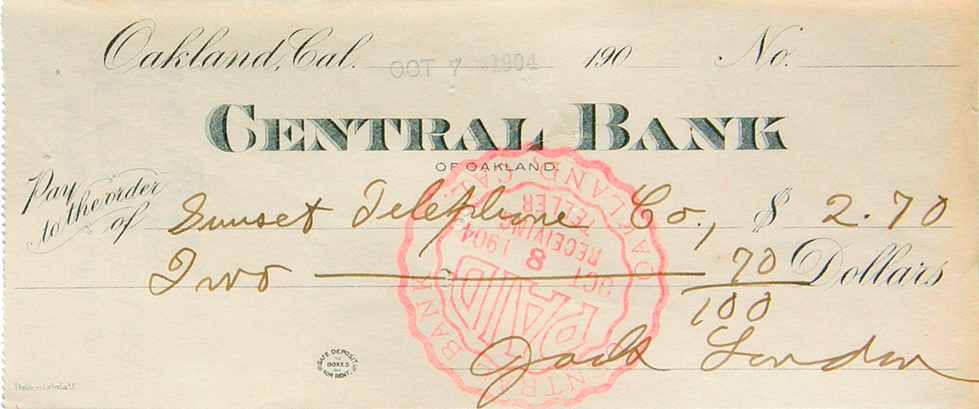 Oakland, Cal. OCT 7 1904 190 No.
CENTRAL BANK
OF OAKLAND.
Pay to the order of Sunset Telephone Co., $ 2.70
Two 70/100 Dollars
Jack London
CENTRAL BANK OAKLAND, CAL.
PAID
OCT 8 1904
RECEIVING TELLER
SAFE DEPOSIT
BOXES
FOR RENT.